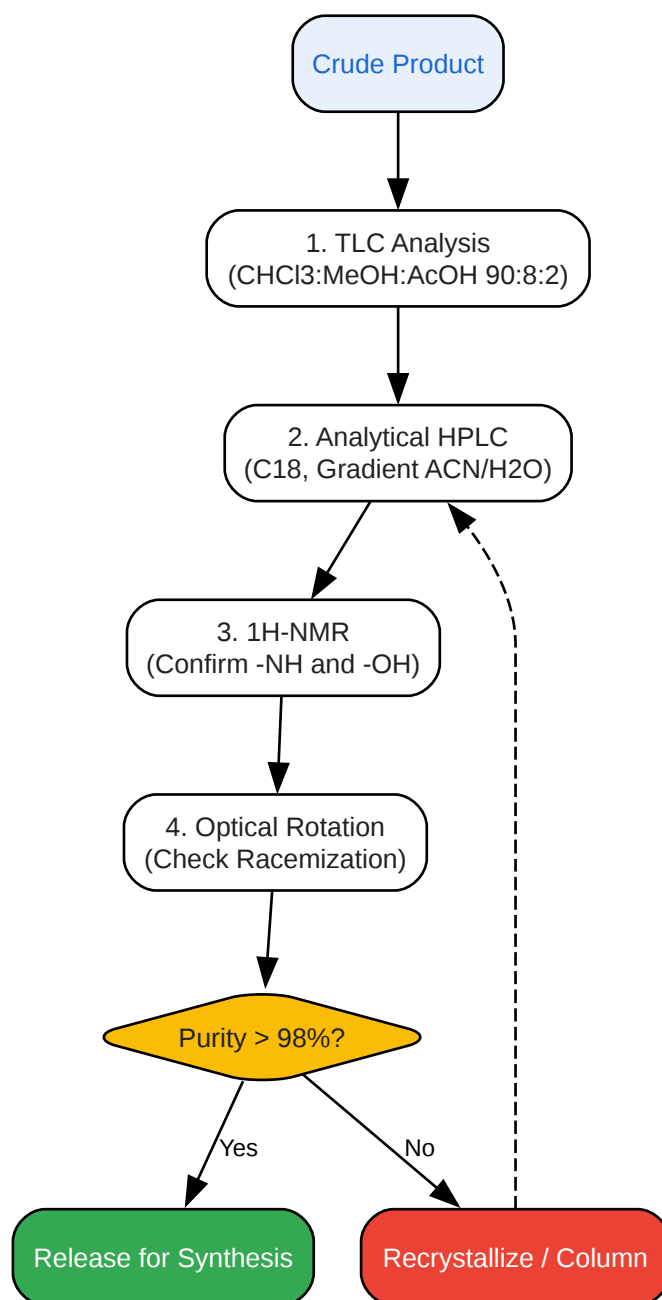 Crude Product
1. TLC Analysis
(CHCl3:MeOH:AcOH 90:8:2)
2. Analytical HPLC
(C18, Gradient ACN/H2O)
3. 1H-NMR
(Confirm -NH and -OH)
4. Optical Rotation
(Check Racemization)
Purity > 98%?
Yes
No
Release for Synthesis
Recrystallize / Column